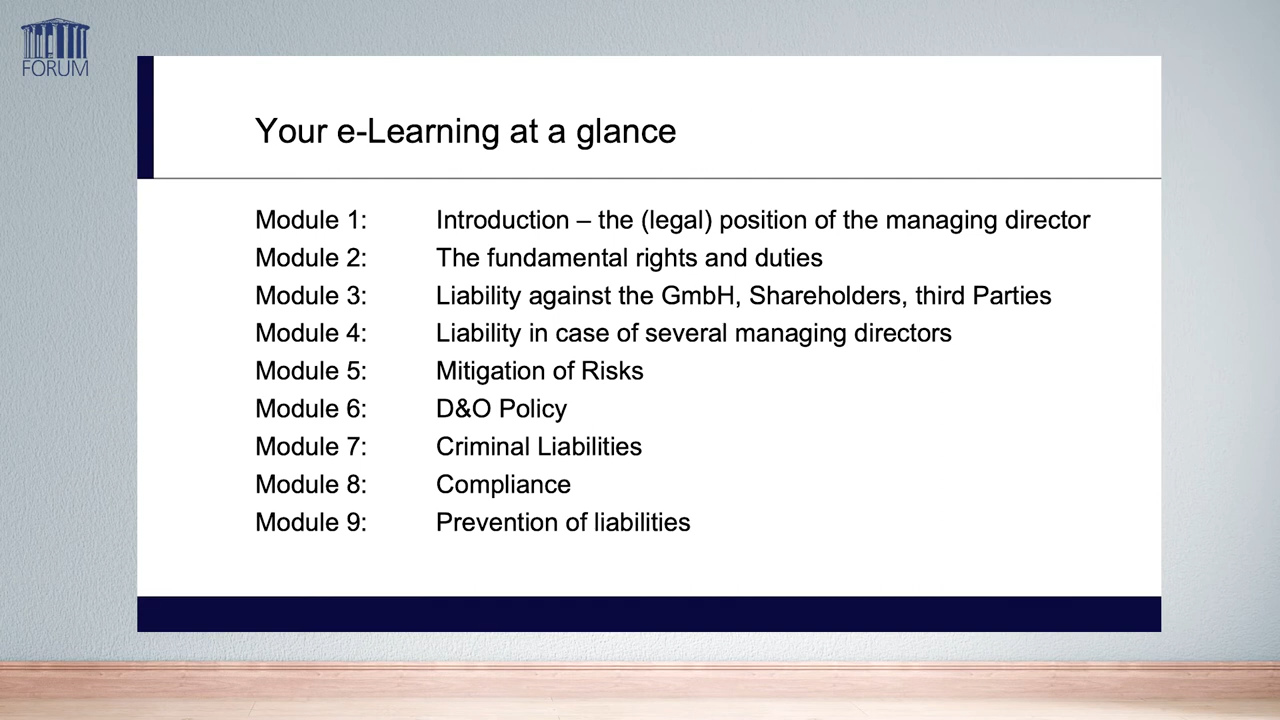 FORUM
Your e-Learning at a glance
Module 1: Introduction – the (legal) position of the managing director
Module 2: The fundamental rights and duties
Module 3: Liability against the GmbH, Shareholders, third Parties
Module 4: Liability in case of several managing directors
Module 5: Mitigation of Risks
Module 6: D&O Policy
Module 7: Criminal Liabilities
Module 8: Compliance
Module 9: Prevention of liabilities